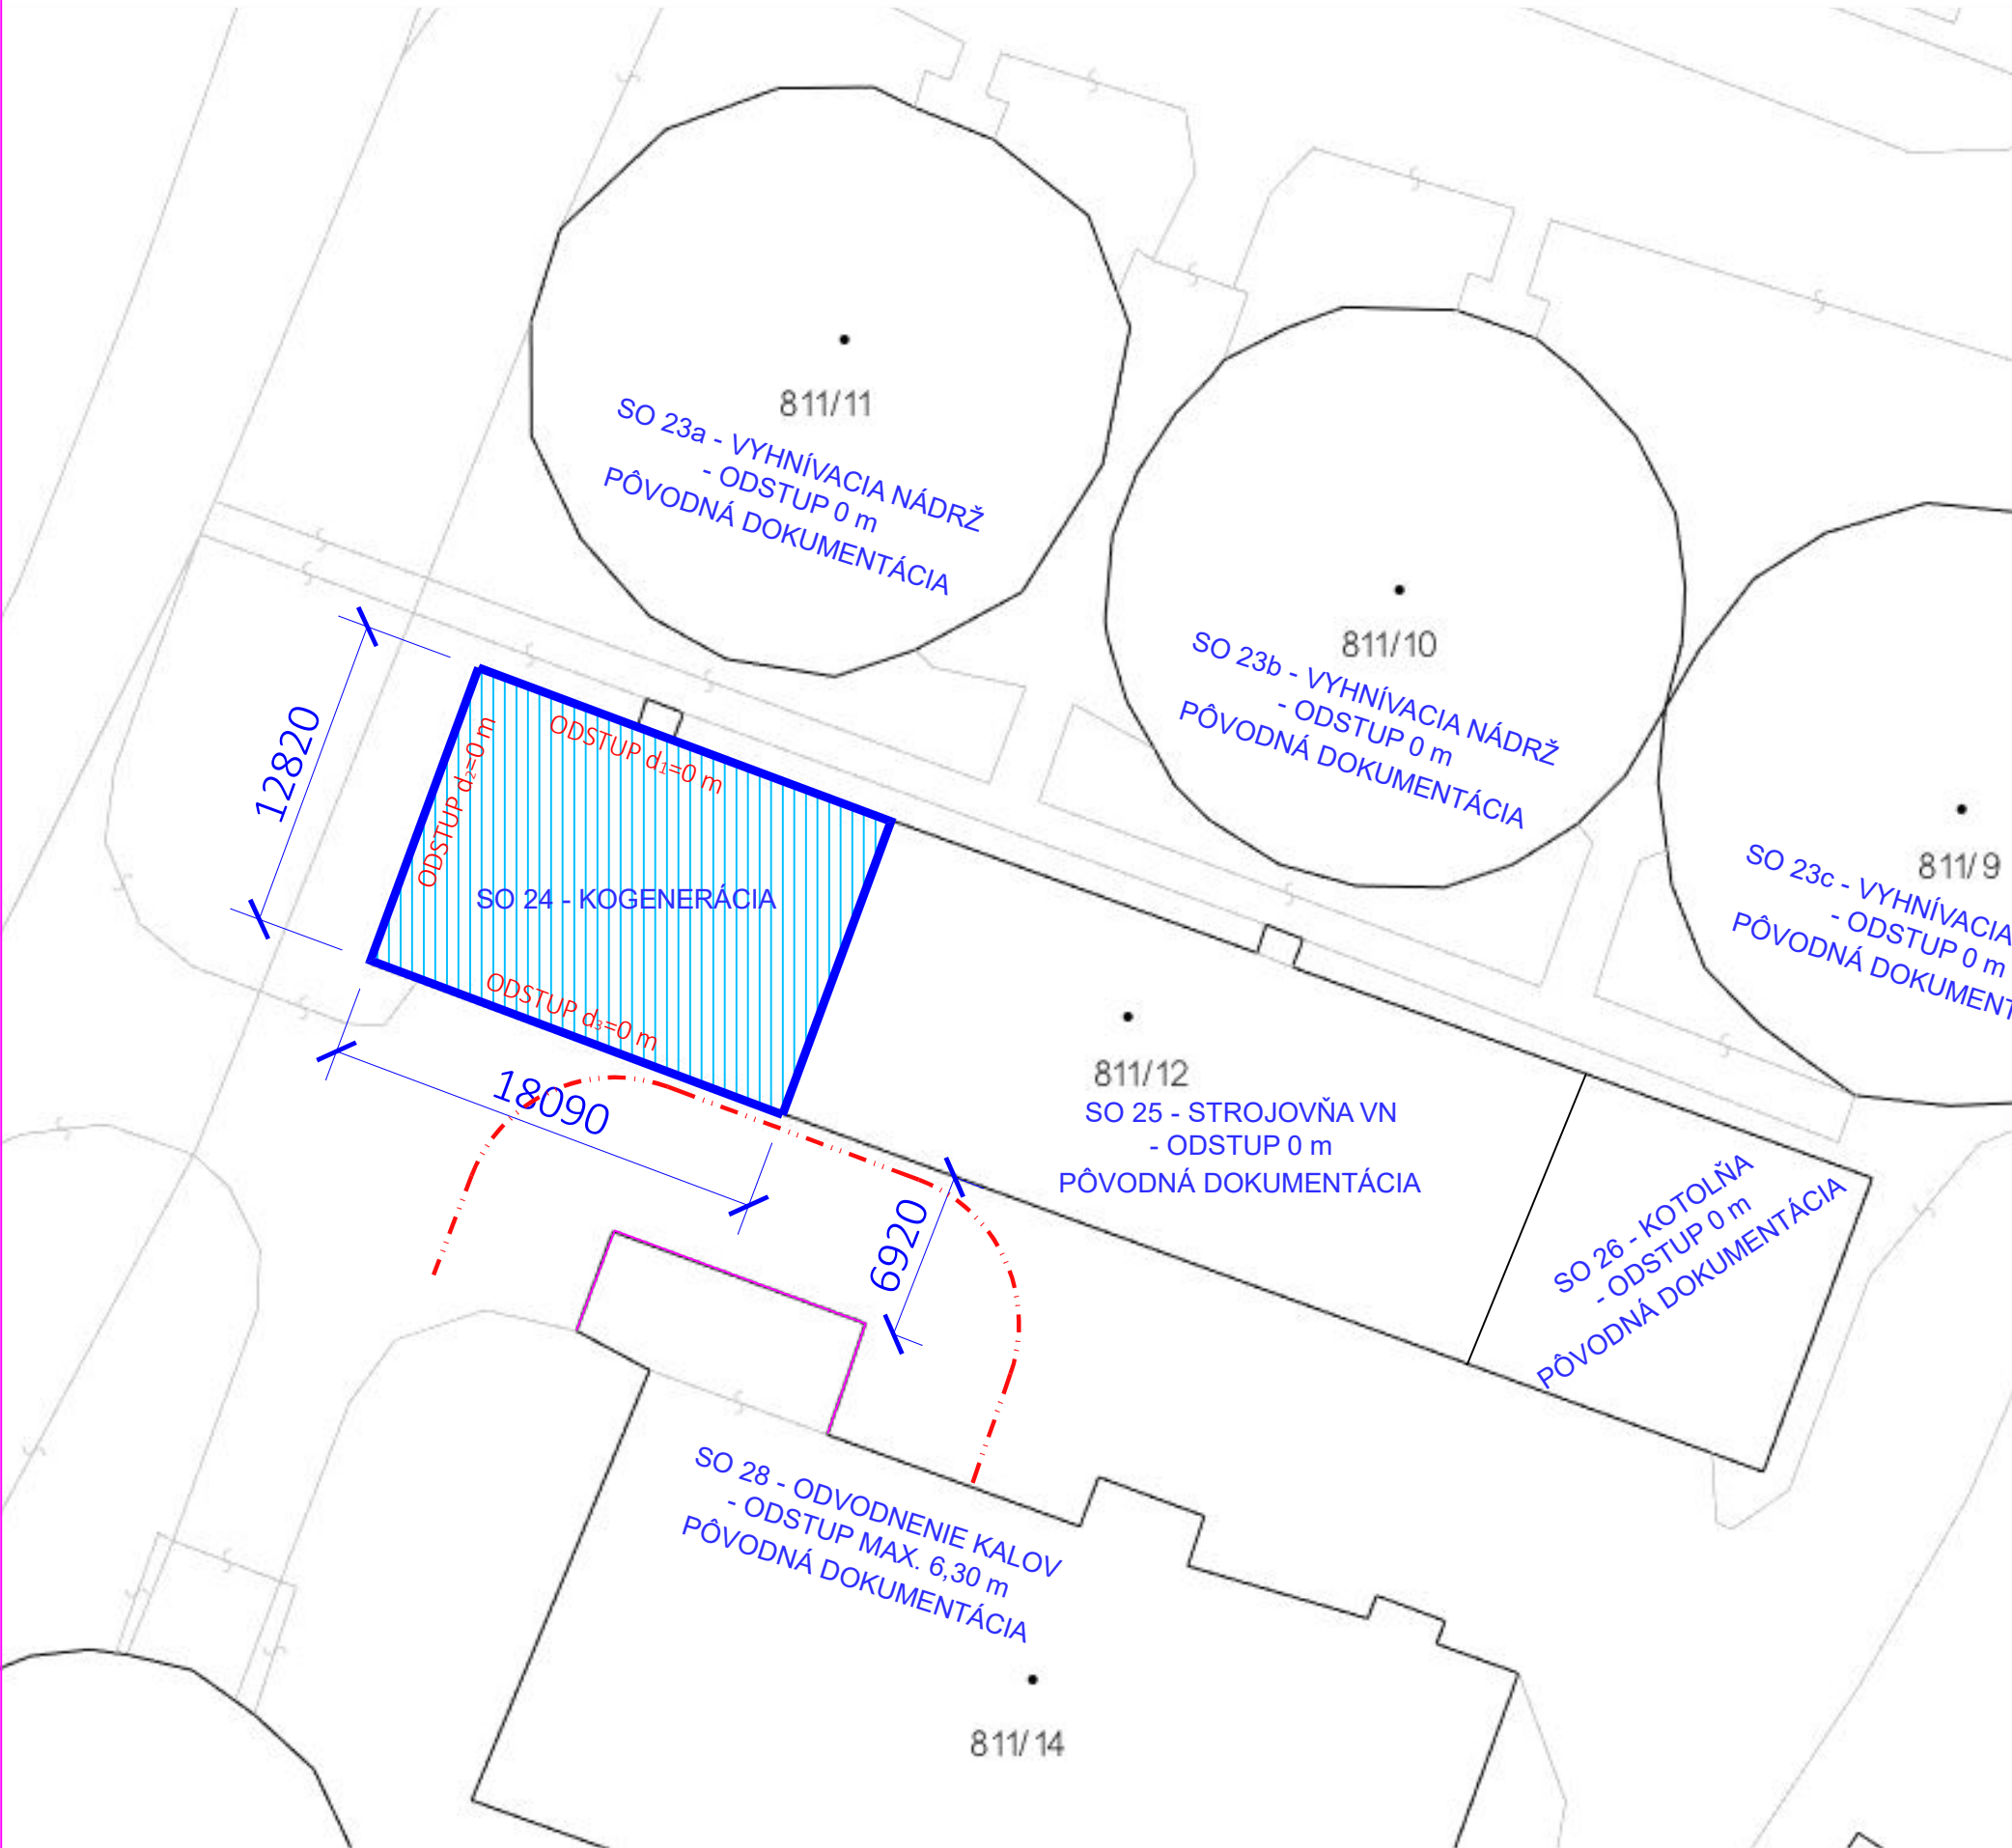 811/11
SO 23a - VYHNÍVACIA NÁDRŽ
- ODSTUP 0 m
PÔVODNÁ DOKUMENTÁCIA
811/10
SO 23b - VYHNÍVACIA NÁDRŽ
- ODSTUP 0 m
PÔVODNÁ DOKUMENTÁCIA
811/9
SO 23c - VYHNÍVACIA
- ODSTUP 0 m
PÔVODNÁ DOKUMENT
12820
ODSTUP d₂=0 m
ODSTUP d₁=0 m
SO 24 - KOGENERÁCIA
ODSTUP d₃=0 m
18090
6920
811/12
SO 25 - STROJOVŇA VN
- ODSTUP 0 m
PÔVODNÁ DOKUMENTÁCIA
SO 26 - KOTOLŇA
- ODSTUP 0 m
PÔVODNÁ DOKUMENTÁCIA
SO 28 - ODVODNENIE KALOV
- ODSTUP MAX. 6,30 m
PÔVODNÁ DOKUMENTÁCIA
811/14